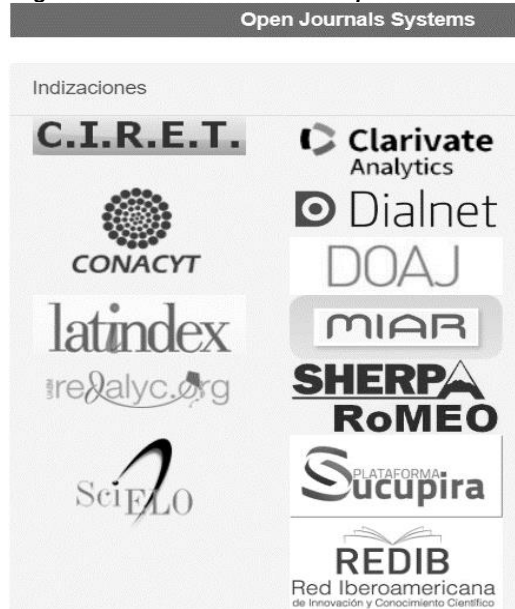 Open Journals Systems
Indizaciones
C.I.R.E.T.
Clarivate
Analytics
CONACYT
Dialnet
DOAJ
latindex
MIAR
UAEM
redalyc.org
SHERPA
RoMEO
SciELO
PLATAFORMA
Sucupira
REDIB
Red Iberoamericana
de Innovación y Conocimiento Científico